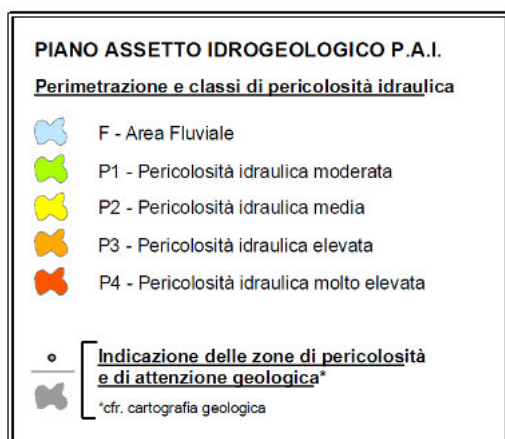 PIANO ASSETTO IDROGEOLOGICO P.A.I.
Perimetrazione e classi di pericolosità idraulica
F - Area Fluviale
P1 - Pericolosità idraulica moderata
P2 - Pericolosità idraulica media
P3 - Pericolosità idraulica elevata
P4 - Pericolosità idraulica molto elevata
Indicazione delle zone di pericolosità
e di attenzione geologica*
*cfr. cartografia geologica